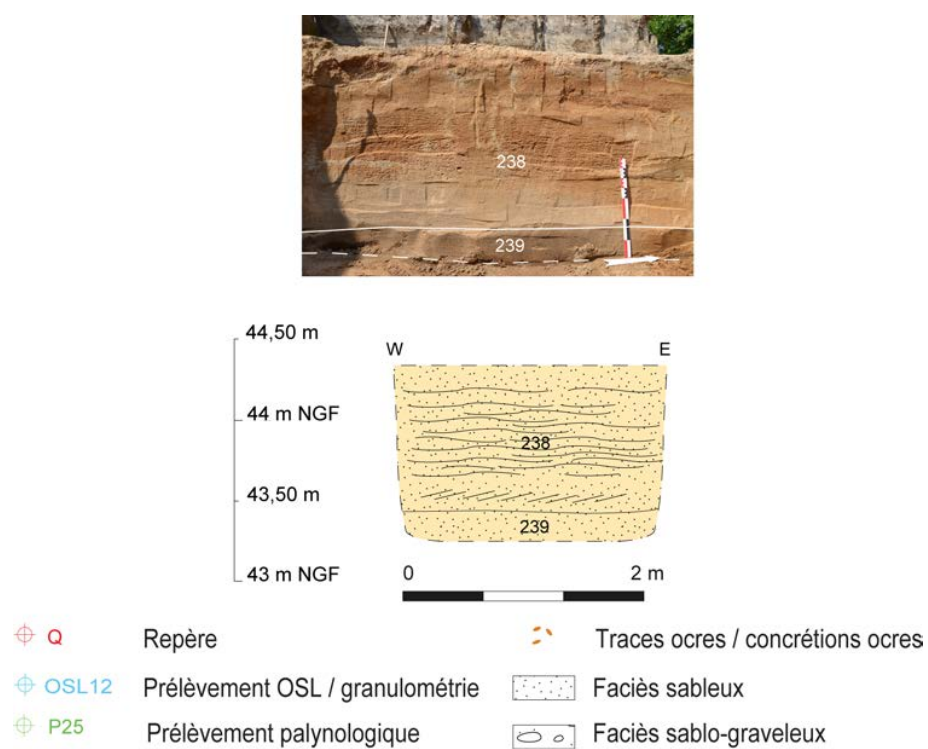 238
239
44,50 m
W
E
44 m NGF
238
43,50 m
239
43 m NGF
0
2 m
Q
Repère
Traces ocres / concrétions ocres
OSL12
Prélèvement OSL / granulométrie
Faciès sableux
P25
Prélèvement palynologique
Faciès sablo-graveleux